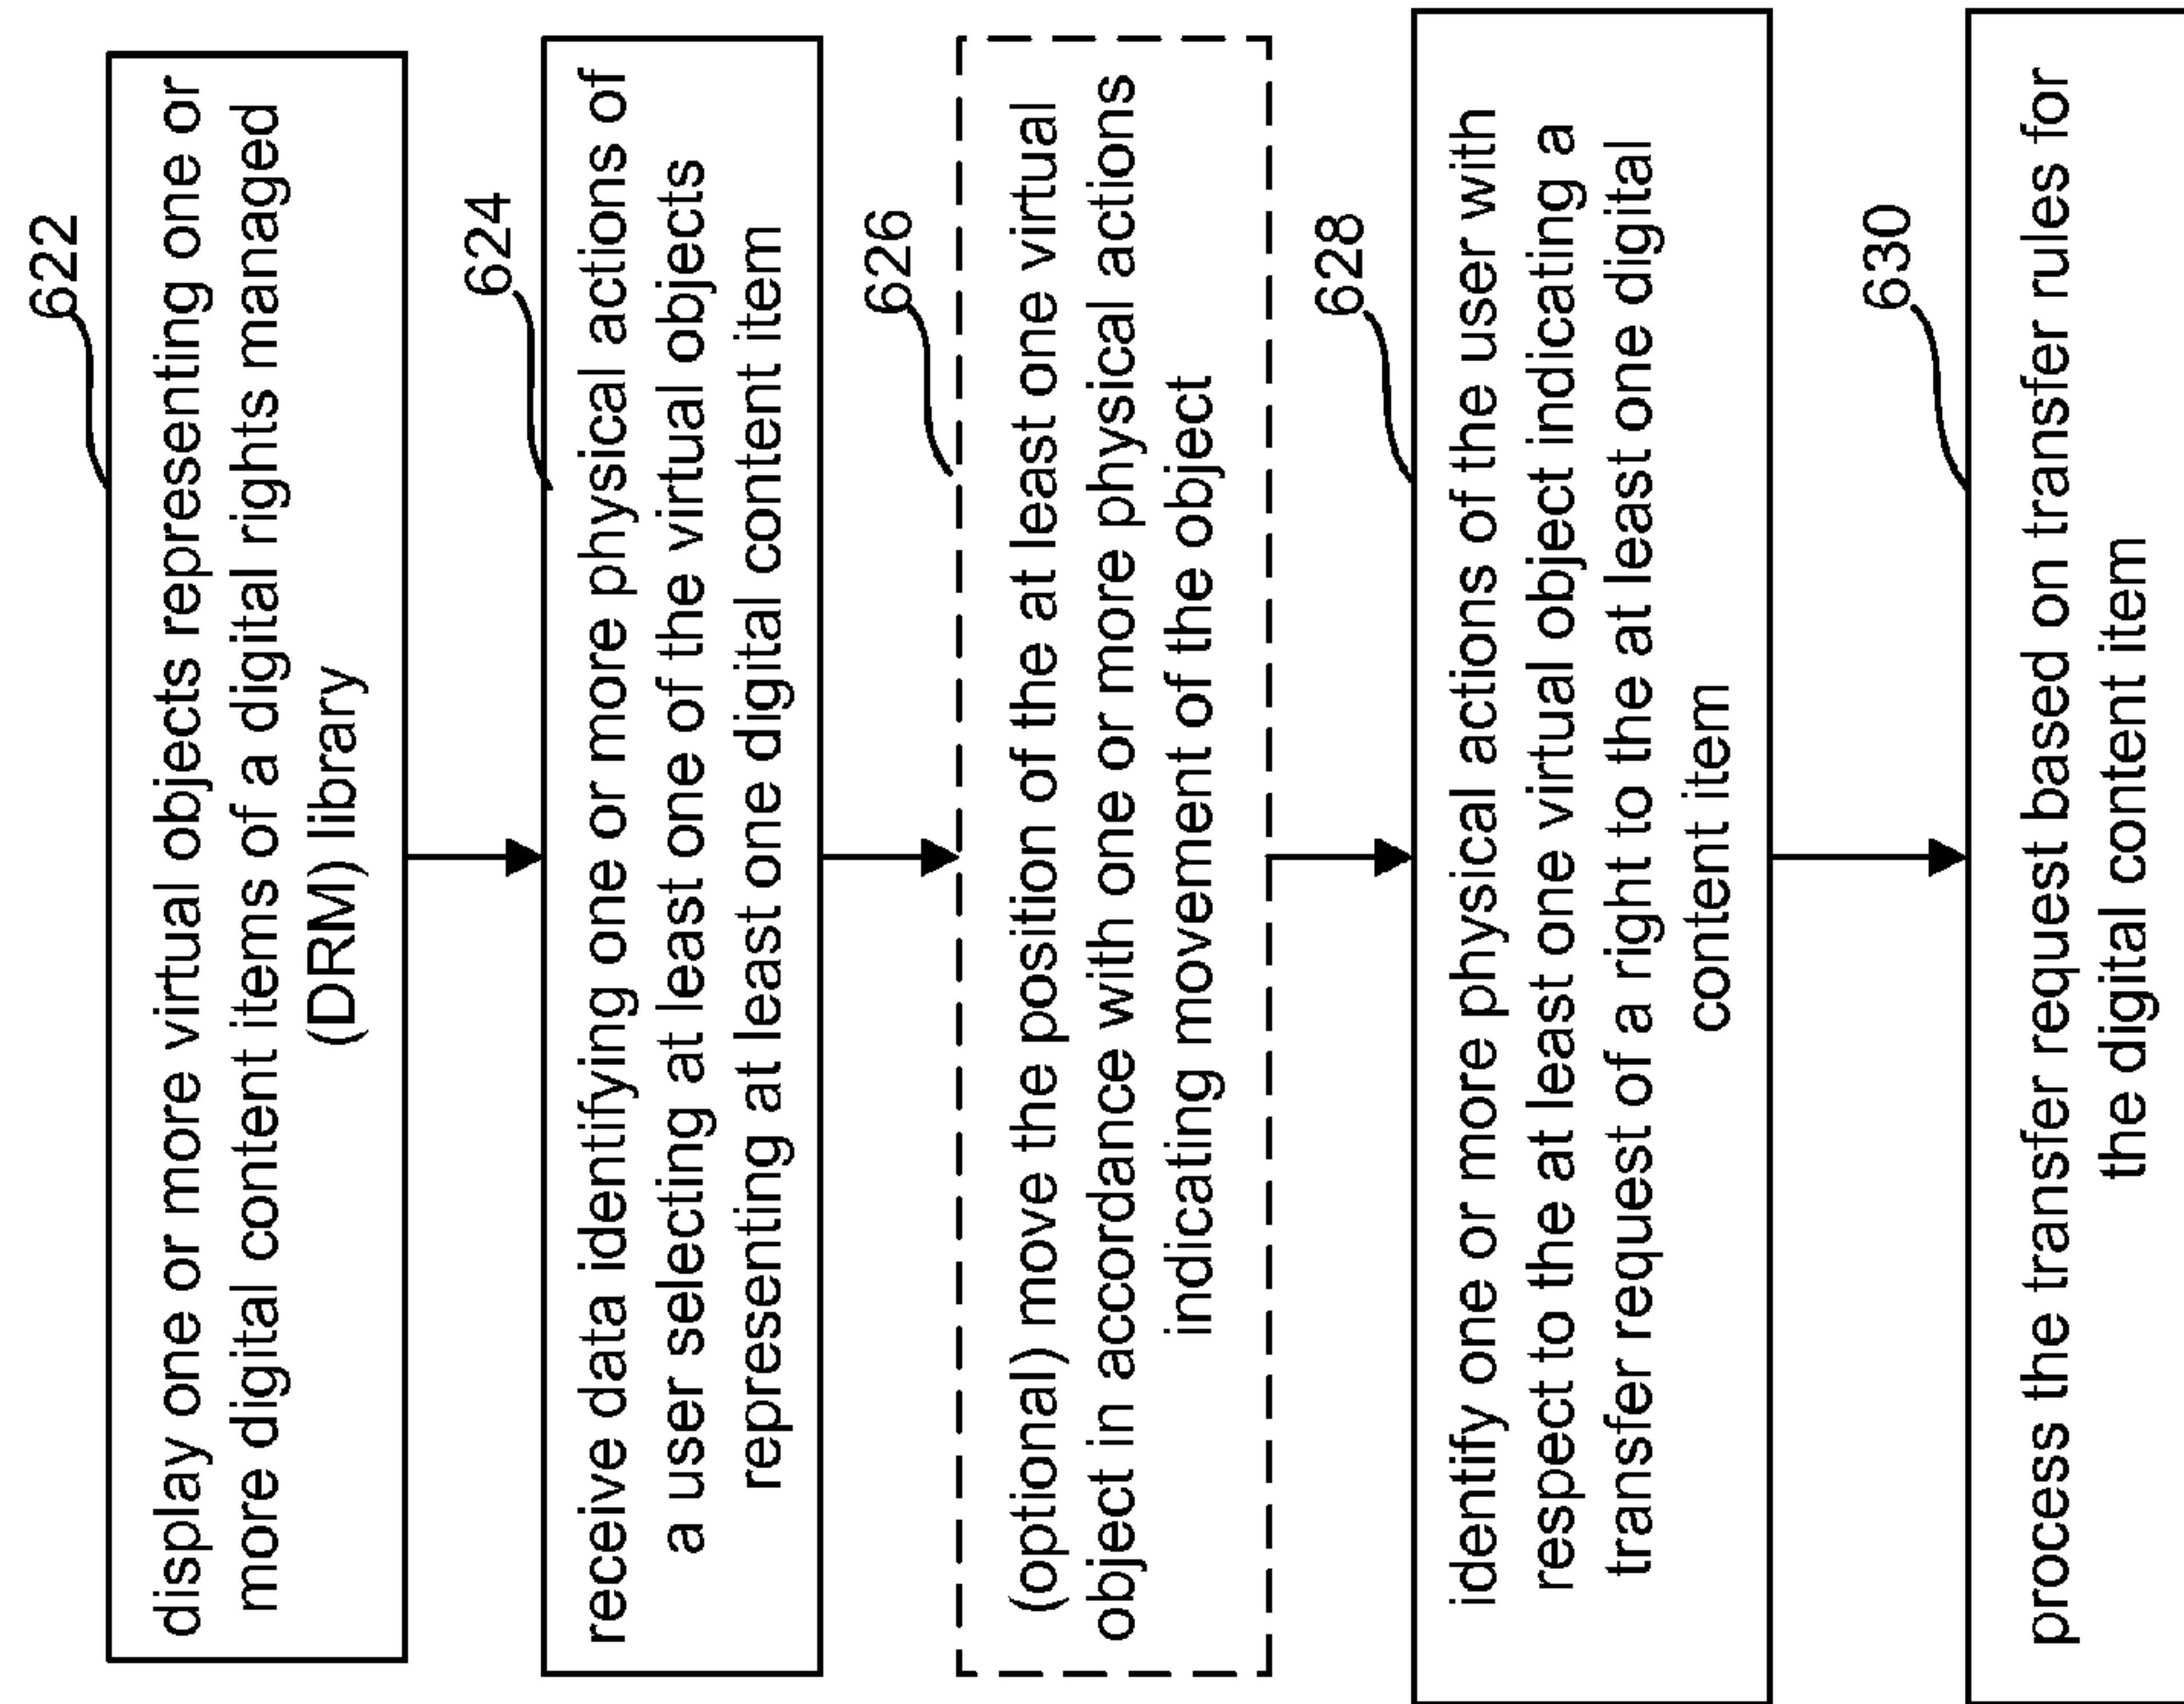 622
display one or more virtual objects representing one or
more digital content items of a digital rights managed
(DRM) library
624
receive data identifying one or more physical actions of
a user selecting at least one of the virtual objects
representing at least one digital content item
626
(optional) move the position of the at least one virtual
object in accordance with one or more physical actions
indicating movement of the object
628
identify one or more physical actions of the user with
respect to the at least one virtual object indicating a
transfer request of a right to the at least one digital
content item
630
process the transfer request based on transfer rules for
the digital content item